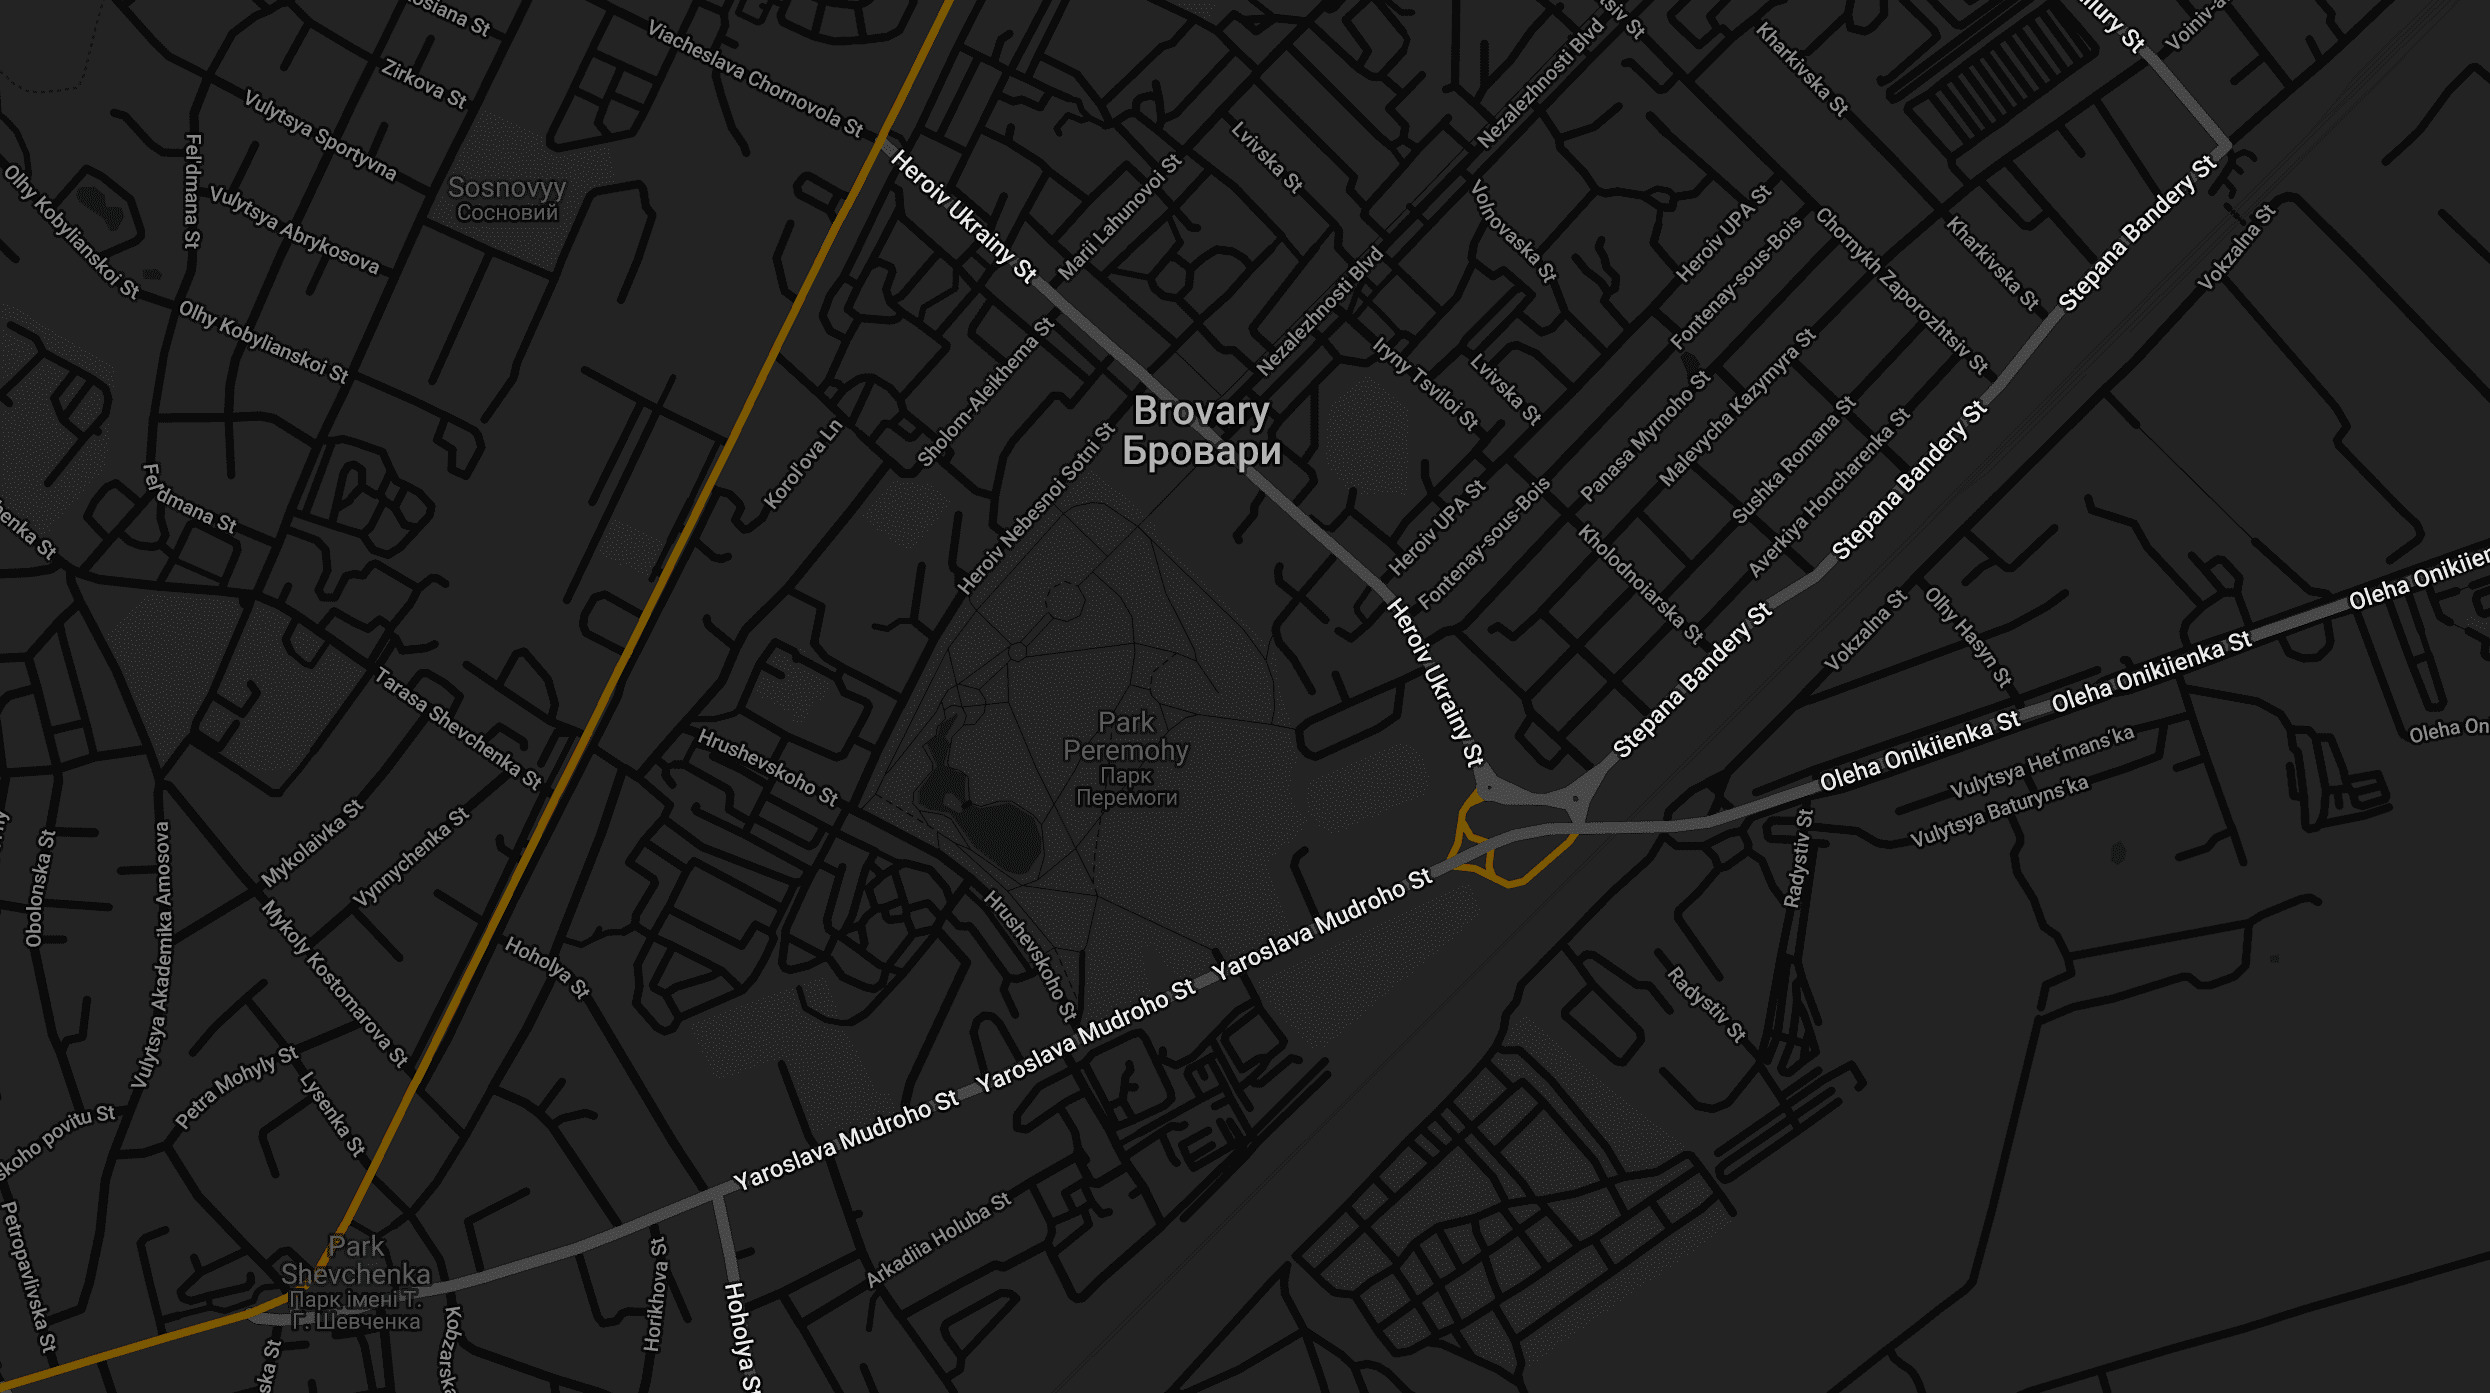 Viacheslava Chornovola St
Zirkova St
Vulytsya Sportyvna
Fel'dmana St
Vulytsya Abrykosova
Olhy Kobylianskoi St
Olhy Kobylianskoi St
Sosnovyy
Сосновий
Heroiv Ukrainy St
Marii Lahunovoi St
Lvivska St
Nezalezhnosti Blvd
Kharkivska St
Volnovaska St
Heroiv UPA St
Fontenay-sous-Bois
Chornykh Zaporozhtsiv St
Kharkivska St
Stepana Bandery St
Vokzalna St
Nezalezhnosti Blvd
Sholom-Aleikhema St
Korol'ova Ln
Heroiv Nebesnoi Sotni St
Brovary
Бровари
Iryny Tsviloi St
Lvivska St
Panasa Myrnoho St
Malevycha Kazymyra St
Sushka Romana St
Averkiya Honcharenka St
Stepana Bandery St
Fel'dmana St
Heroiv UPA St
Fontenay-sous-Bois
Kholodnoiarska St
Heroiv Ukrainy St
Stepana Bandery St
Vokzalna St
Olhy Hasyn St
Oleha Onikiienka St
Oleha Onikiienka St
Vulytsya Het'mans'ka
Vulytsya Baturyns'ka
Tarasa Shevchenka St
Hrushevskoho St
Park
Peremohy
Парк
Перемоги
Mykolaivka St
Vynnychenka St
Obolonska St
Vulytsya Akademika Amosova
Mykoly Kostomarova St
Hoholya St
Hrushevskoho St
Yaroslava Mudroho St
Yaroslava Mudroho St
Yaroslava Mudroho St
Yaroslava Mudroho St
Radystiv St
Radystiv St
Petra Mohyly St
Lysenka St
skoho povitu St
Petropavlivska St
Park
Shevchenka
Парк імені Т.
Г. Шевченка
Horikhova St
Hoholya St
Arkadiia Holuba St